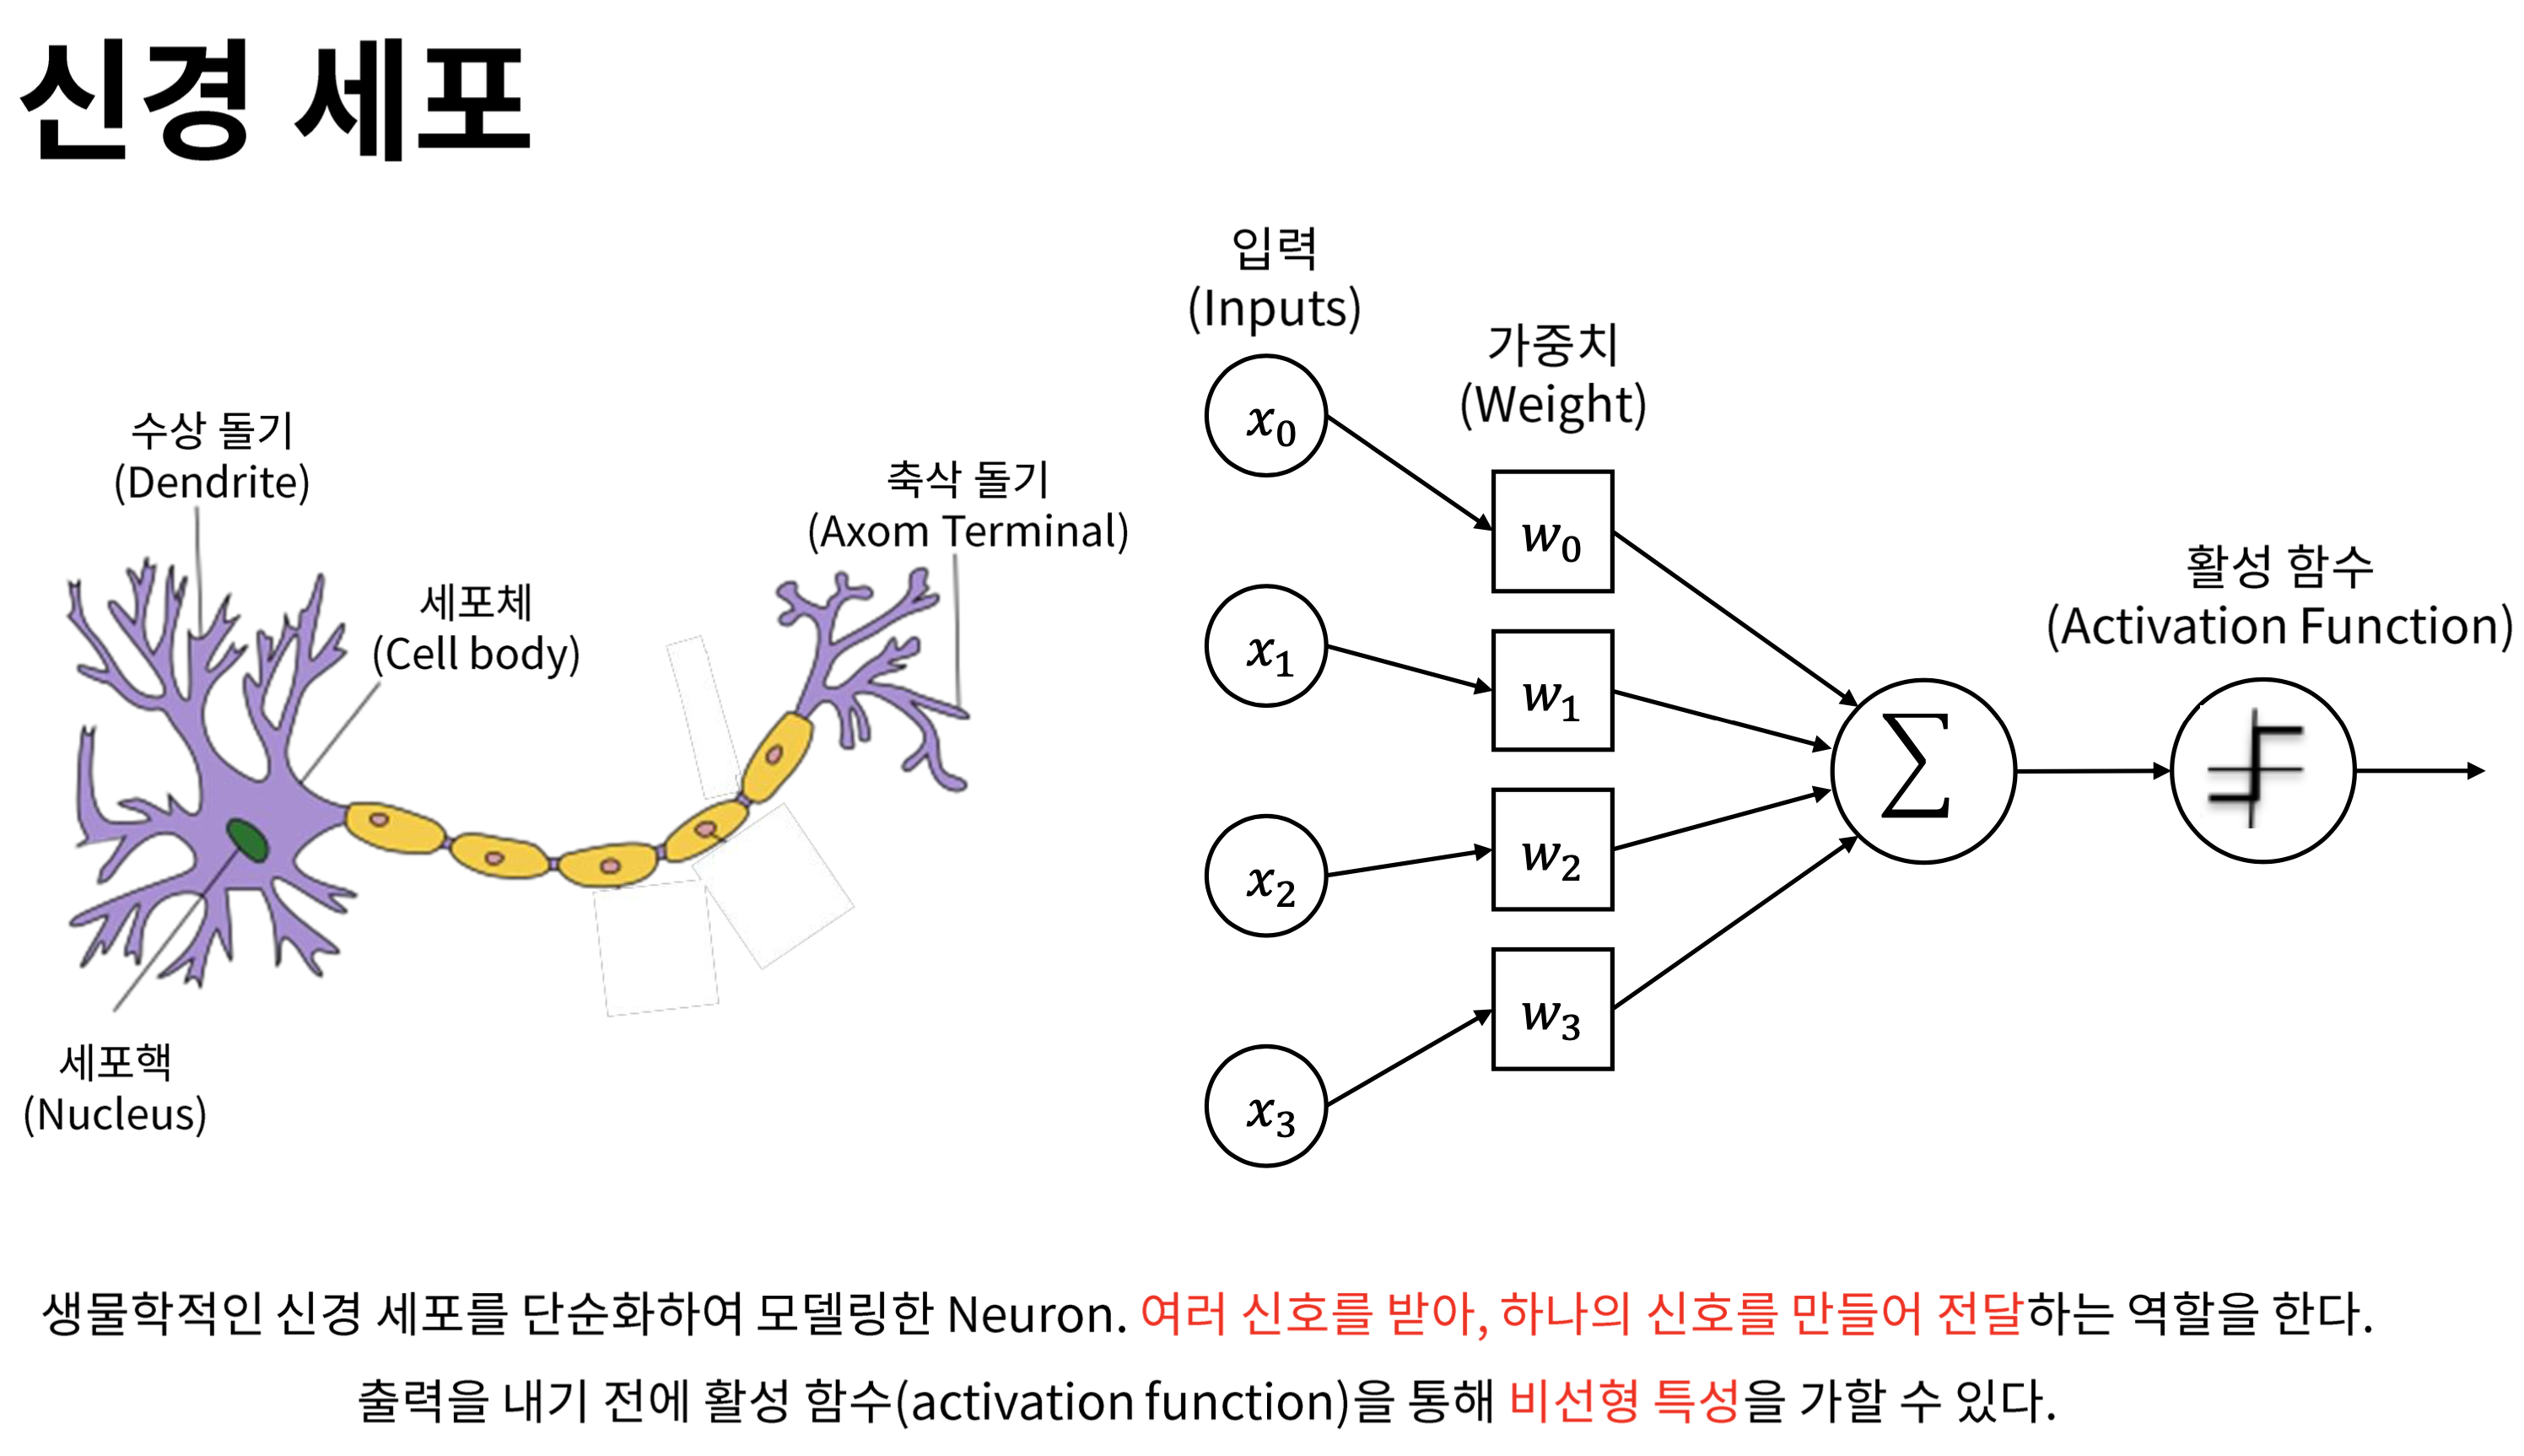 신경 세포
수상 돌기
(Dendrite)
세포체
(Cell body)
축삭 돌기
(Axom Terminal)
세포핵
(Nucleus)
입력
(Inputs)
가중치
(Weight)
x₀
x₁
x₂
x₃
w₀
w₁
w₂
w₃
∑
활성 함수
(Activation Function)
생물학적인 신경 세포를 단순화하여 모델링한 Neuron. 여러 신호를 받아, 하나의 신호를 만들어 전달하는 역할을 한다.
출력을 내기 전에 활성 함수(activation function)을 통해 비선형 특성을 가할 수 있다.